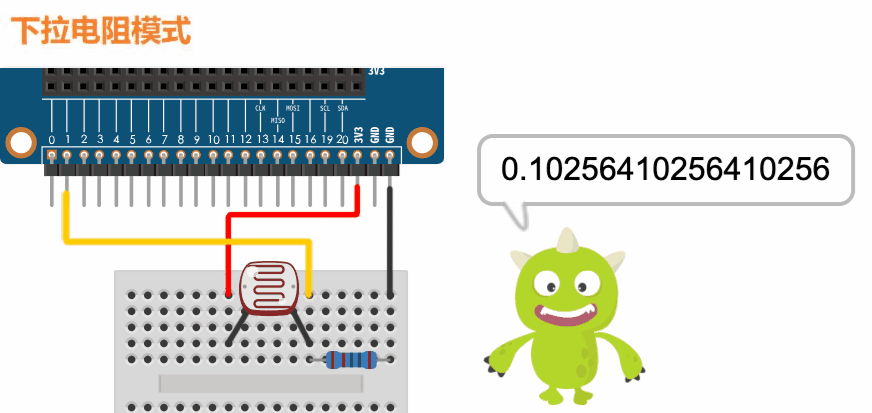 下拉电阻模式
3V3
CLK MOSI SCL SDA
MISO
0 1 2 3 4 5 6 7 8 9 10 11 12 13 14 15 16 19 20 3V3 GND GND
0.10256410256410256